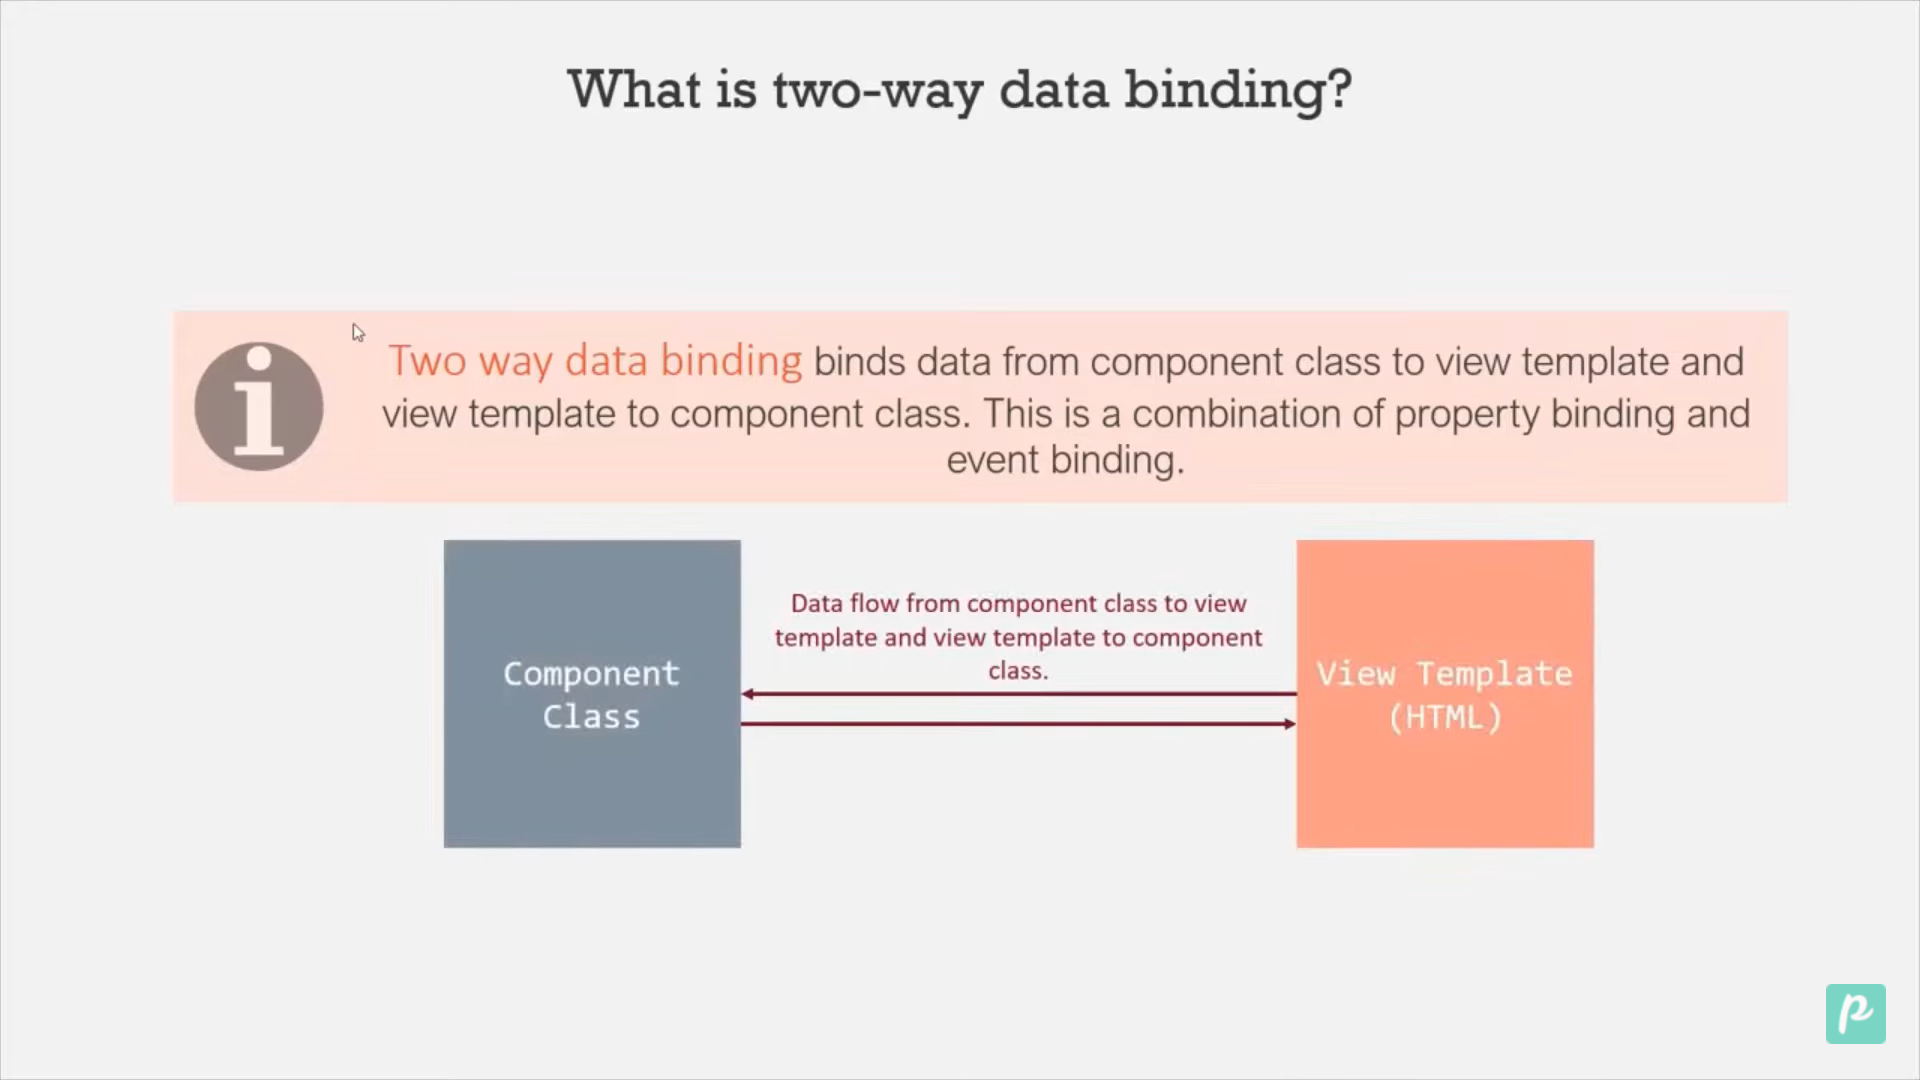 What is two-way data binding?
Two way data binding binds data from component class to view template and
view template to component class. This is a combination of property binding and
event binding.
Component
Class
Data flow from component class to view
template and view template to component
class.
View Template
(HTML)
p